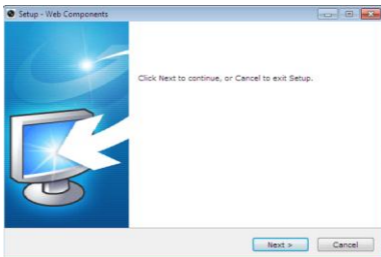 Setup - Web Components
Click Next to continue, or Cancel to exit Setup.
Next >
Cancel